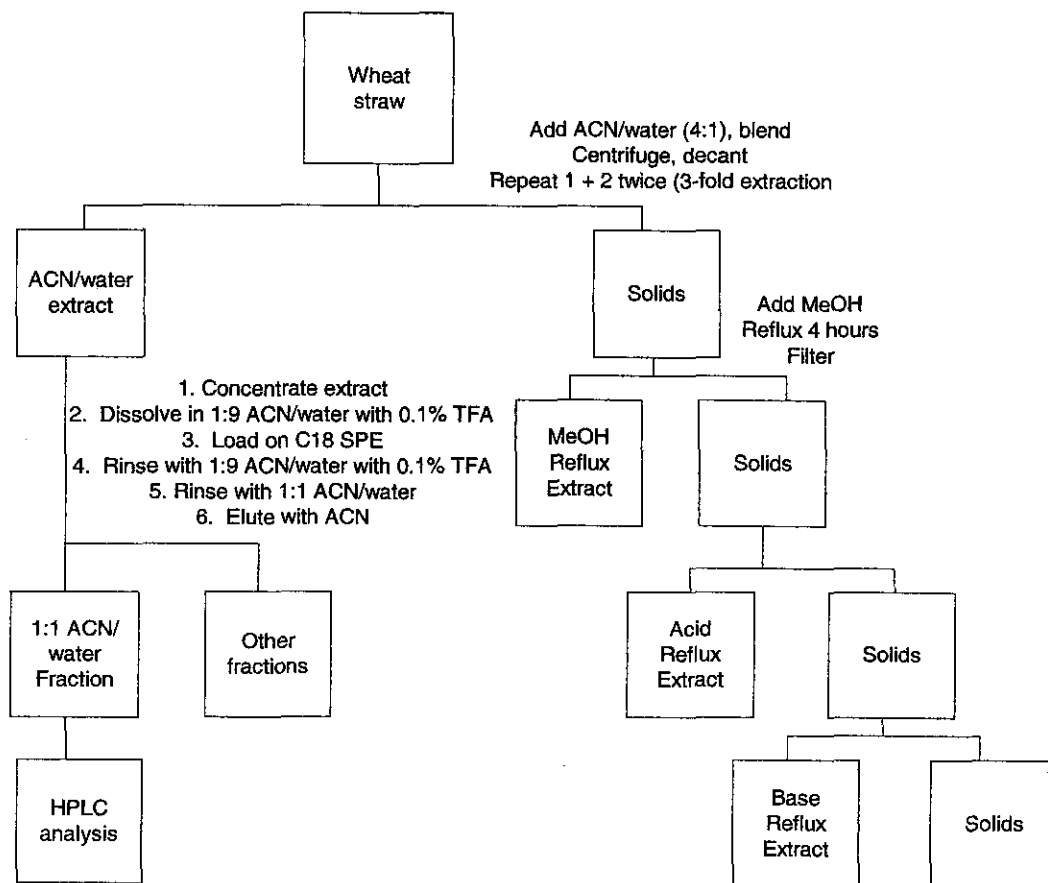 Wheat
straw
Add ACN/water (4:1), blend
Centrifuge, decant
Repeat 1 + 2 twice (3-fold extraction
ACN/water
extract
Solids
Add MeOH
Reflux 4 hours
Filter
1. Concentrate extract
2. Dissolve in 1:9 ACN/water with 0.1% TFA
3. Load on C18 SPE
4. Rinse with 1:9 ACN/water with 0.1% TFA
5. Rinse with 1:1 ACN/water
6. Elute with ACN
MeOH
Reflux
Extract
Solids
1:1 ACN/
water
Fraction
Other
fractions
Acid
Reflux
Extract
Solids
HPLC
analysis
Base
Reflux
Extract
Solids